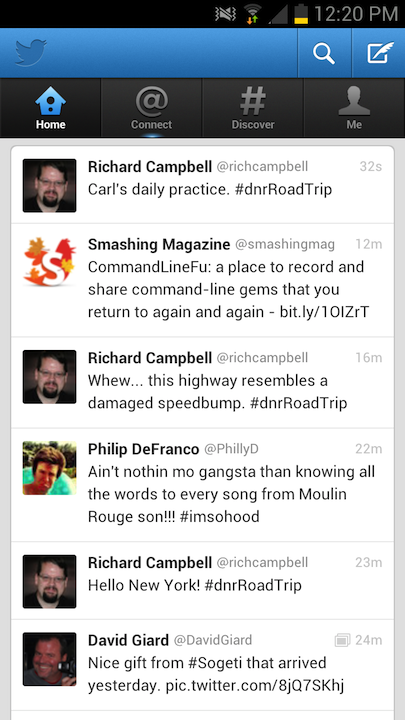 12:20 PM
Home
Connect
Discover
Me
Richard Campbell @richcampbell 32s
Carl's daily practice. #dnrRoadTrip
Smashing Magazine @smashingmag 12m
CommandLineFu: a place to record and
share command-line gems that you
return to again and again - bit.ly/1OIZrT
Richard Campbell @richcampbell 16m
Whew... this highway resembles a
damaged speedbump. #dnrRoadTrip
Philip DeFranco @PhillyD 22m
Ain't nothin mo gangsta than knowing all
the words to every song from Moulin
Rouge son!!! #imsohood
Richard Campbell @richcampbell 23m
Hello New York! #dnrRoadTrip
David Giard @DavidGiard 24m
Nice gift from #Sogeti that arrived
yesterday. pic.twitter.com/8jQ7SKhj